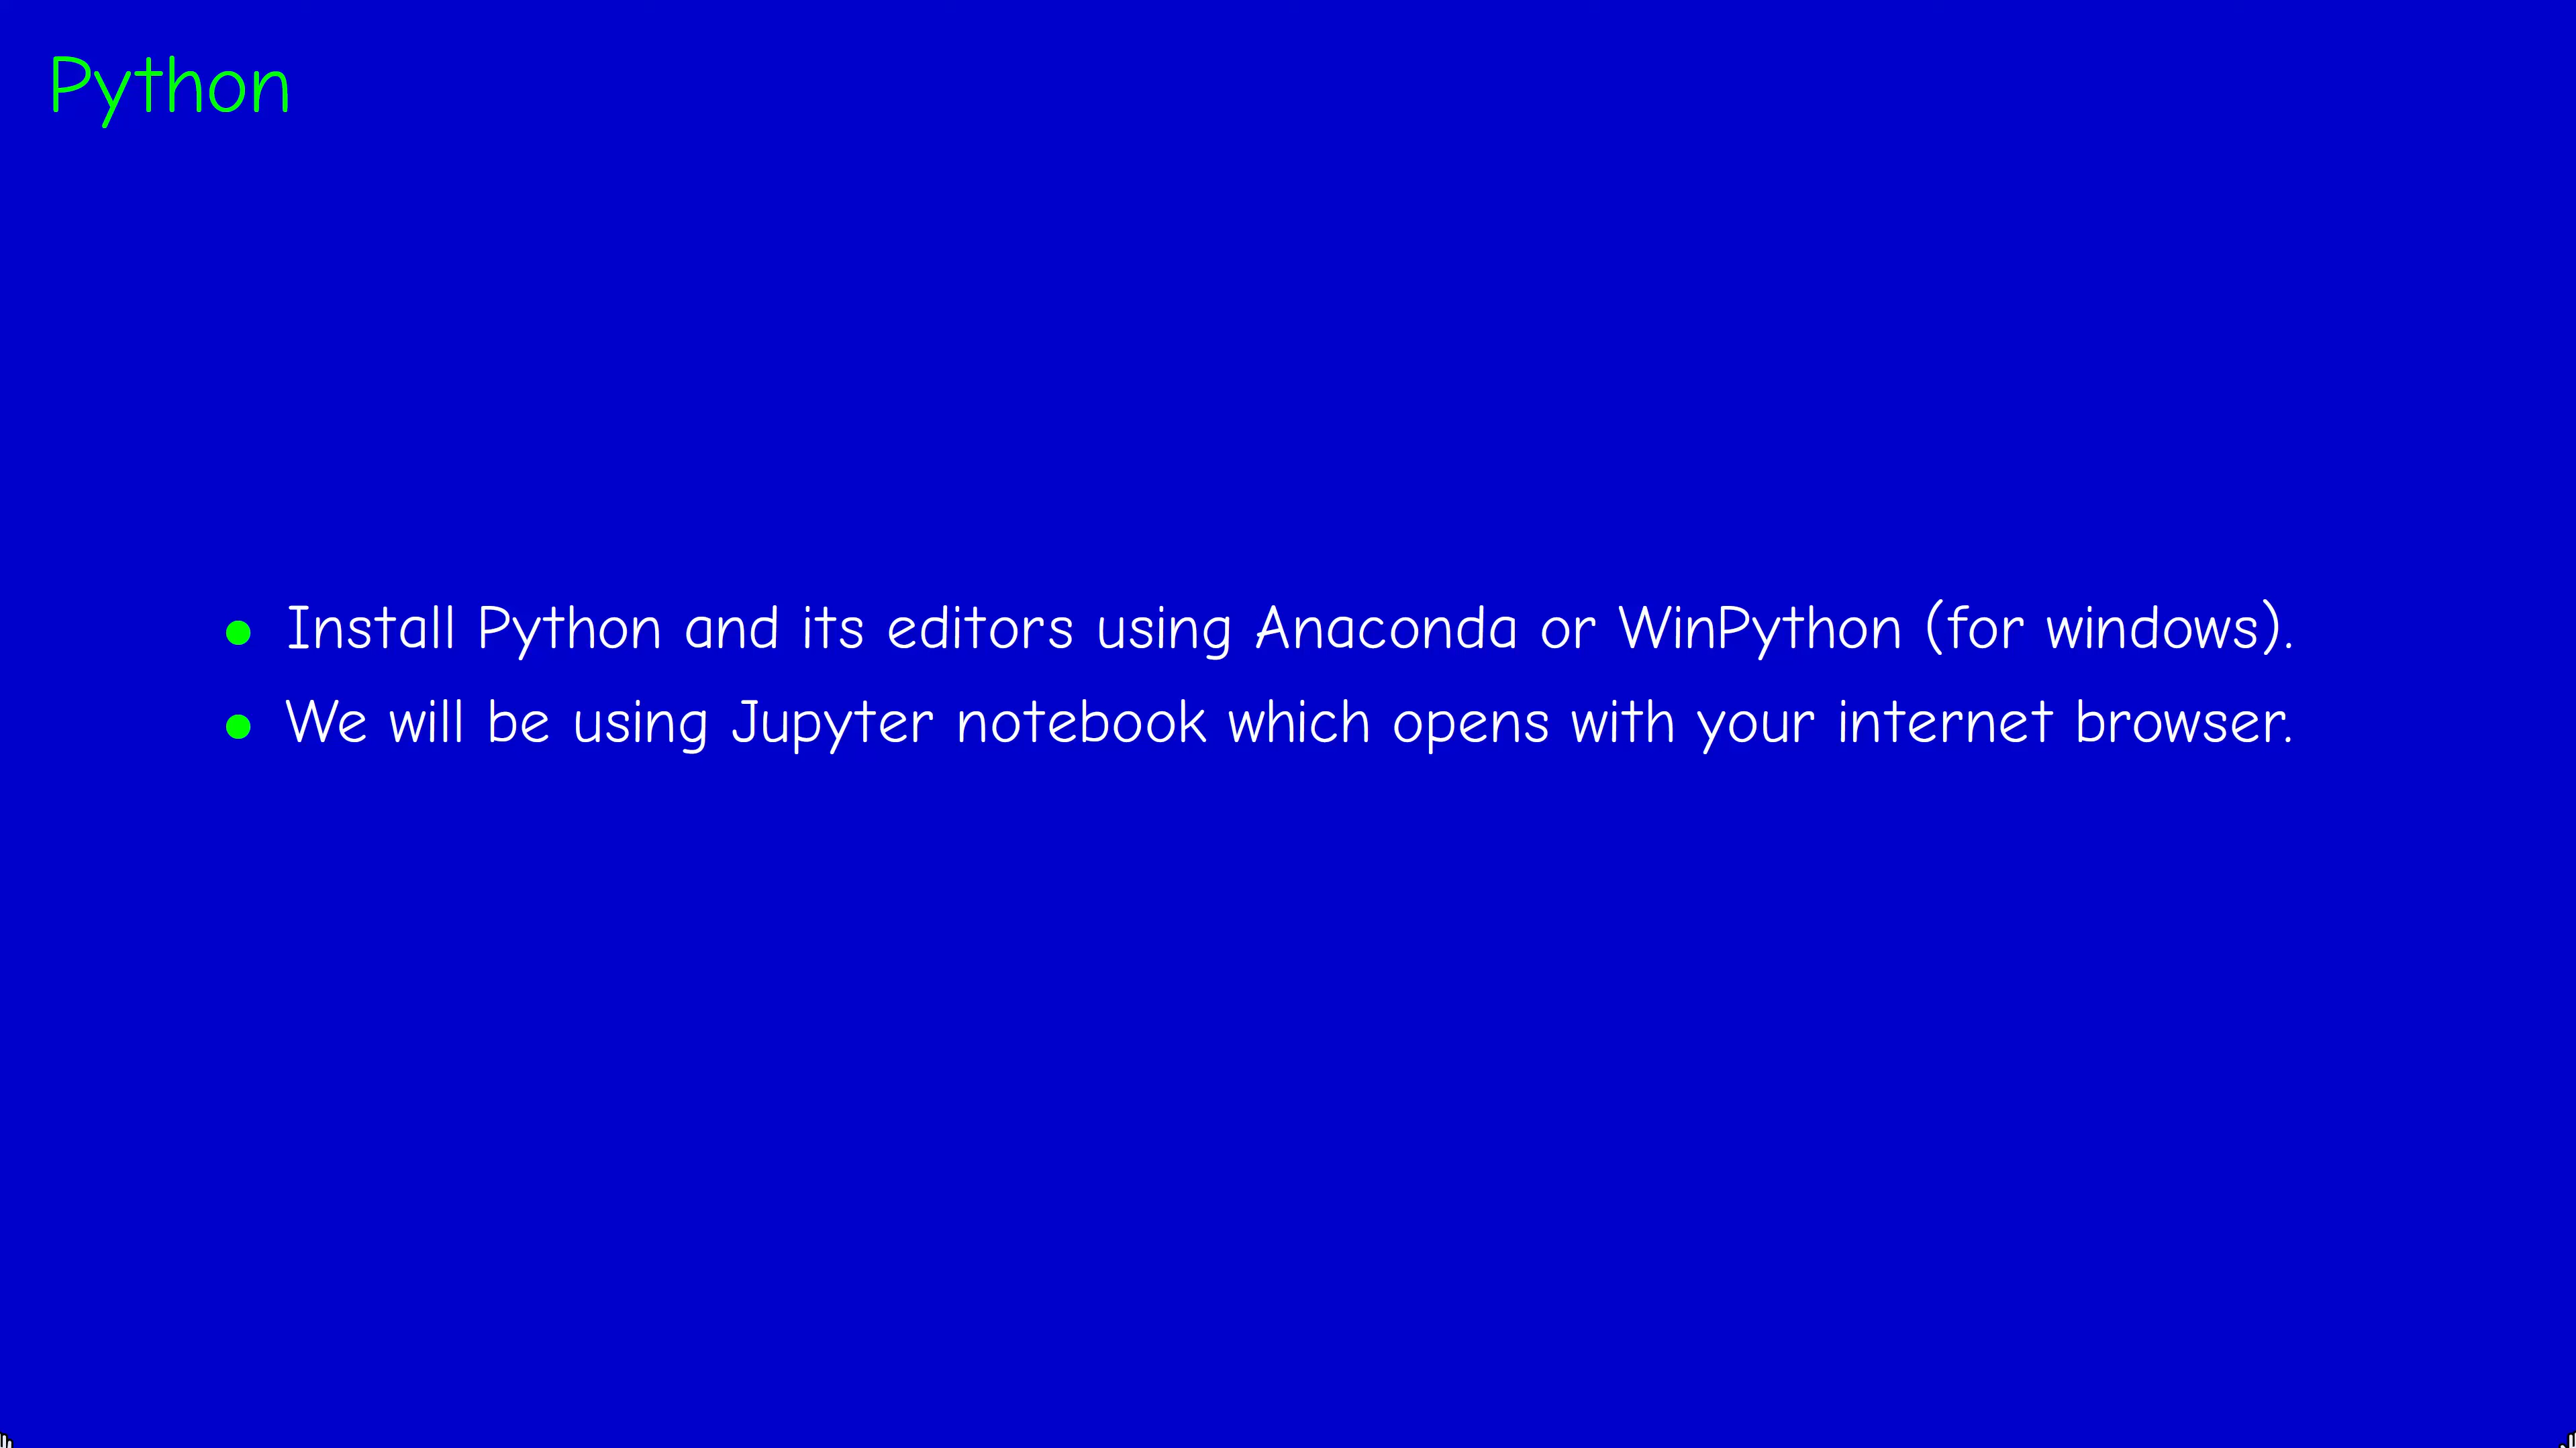 Python
• Install Python and its editors using Anaconda or WinPython (for windows).
• We will be using Jupyter notebook which opens with your internet browser.